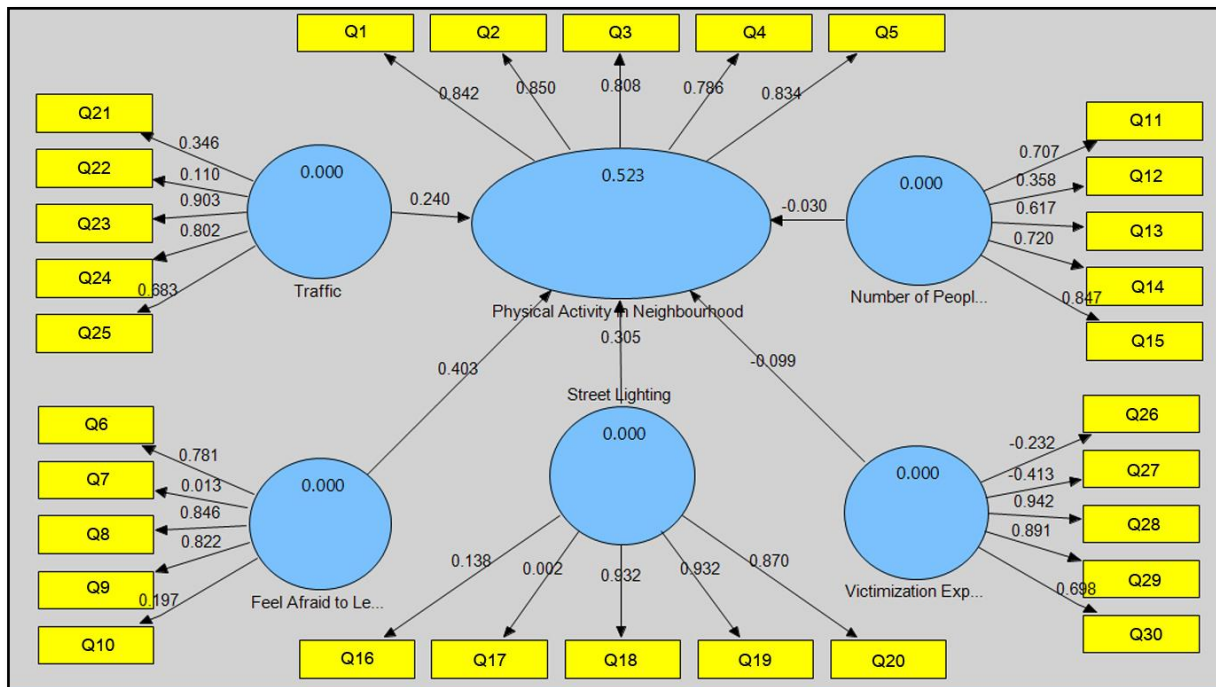 Q1
Q2
Q3
Q4
Q5
0.842
0.850
0.808
0.786
0.834
Q21
Q22
Q23
Q24
Q25
0.346
0.110
0.903
0.802
0.683
0.000
Traffic
0.240
0.523
Physical Activity in Neighbourhood
-0.030
0.000
Number of Peopl...
0.707
0.358
0.617
0.720
0.847
Q11
Q12
Q13
Q14
Q15
0.403
0.305
-0.099
Q6
Q7
Q8
Q9
Q10
0.781
0.013
0.846
0.822
0.197
0.000
Feel Afraid to Le...
Street Lighting
0.000
0.138
0.002
0.932
0.932
0.870
Q16
Q17
Q18
Q19
Q20
0.000
Victimization Exp...
-0.232
-0.413
0.942
0.891
0.698
Q26
Q27
Q28
Q29
Q30